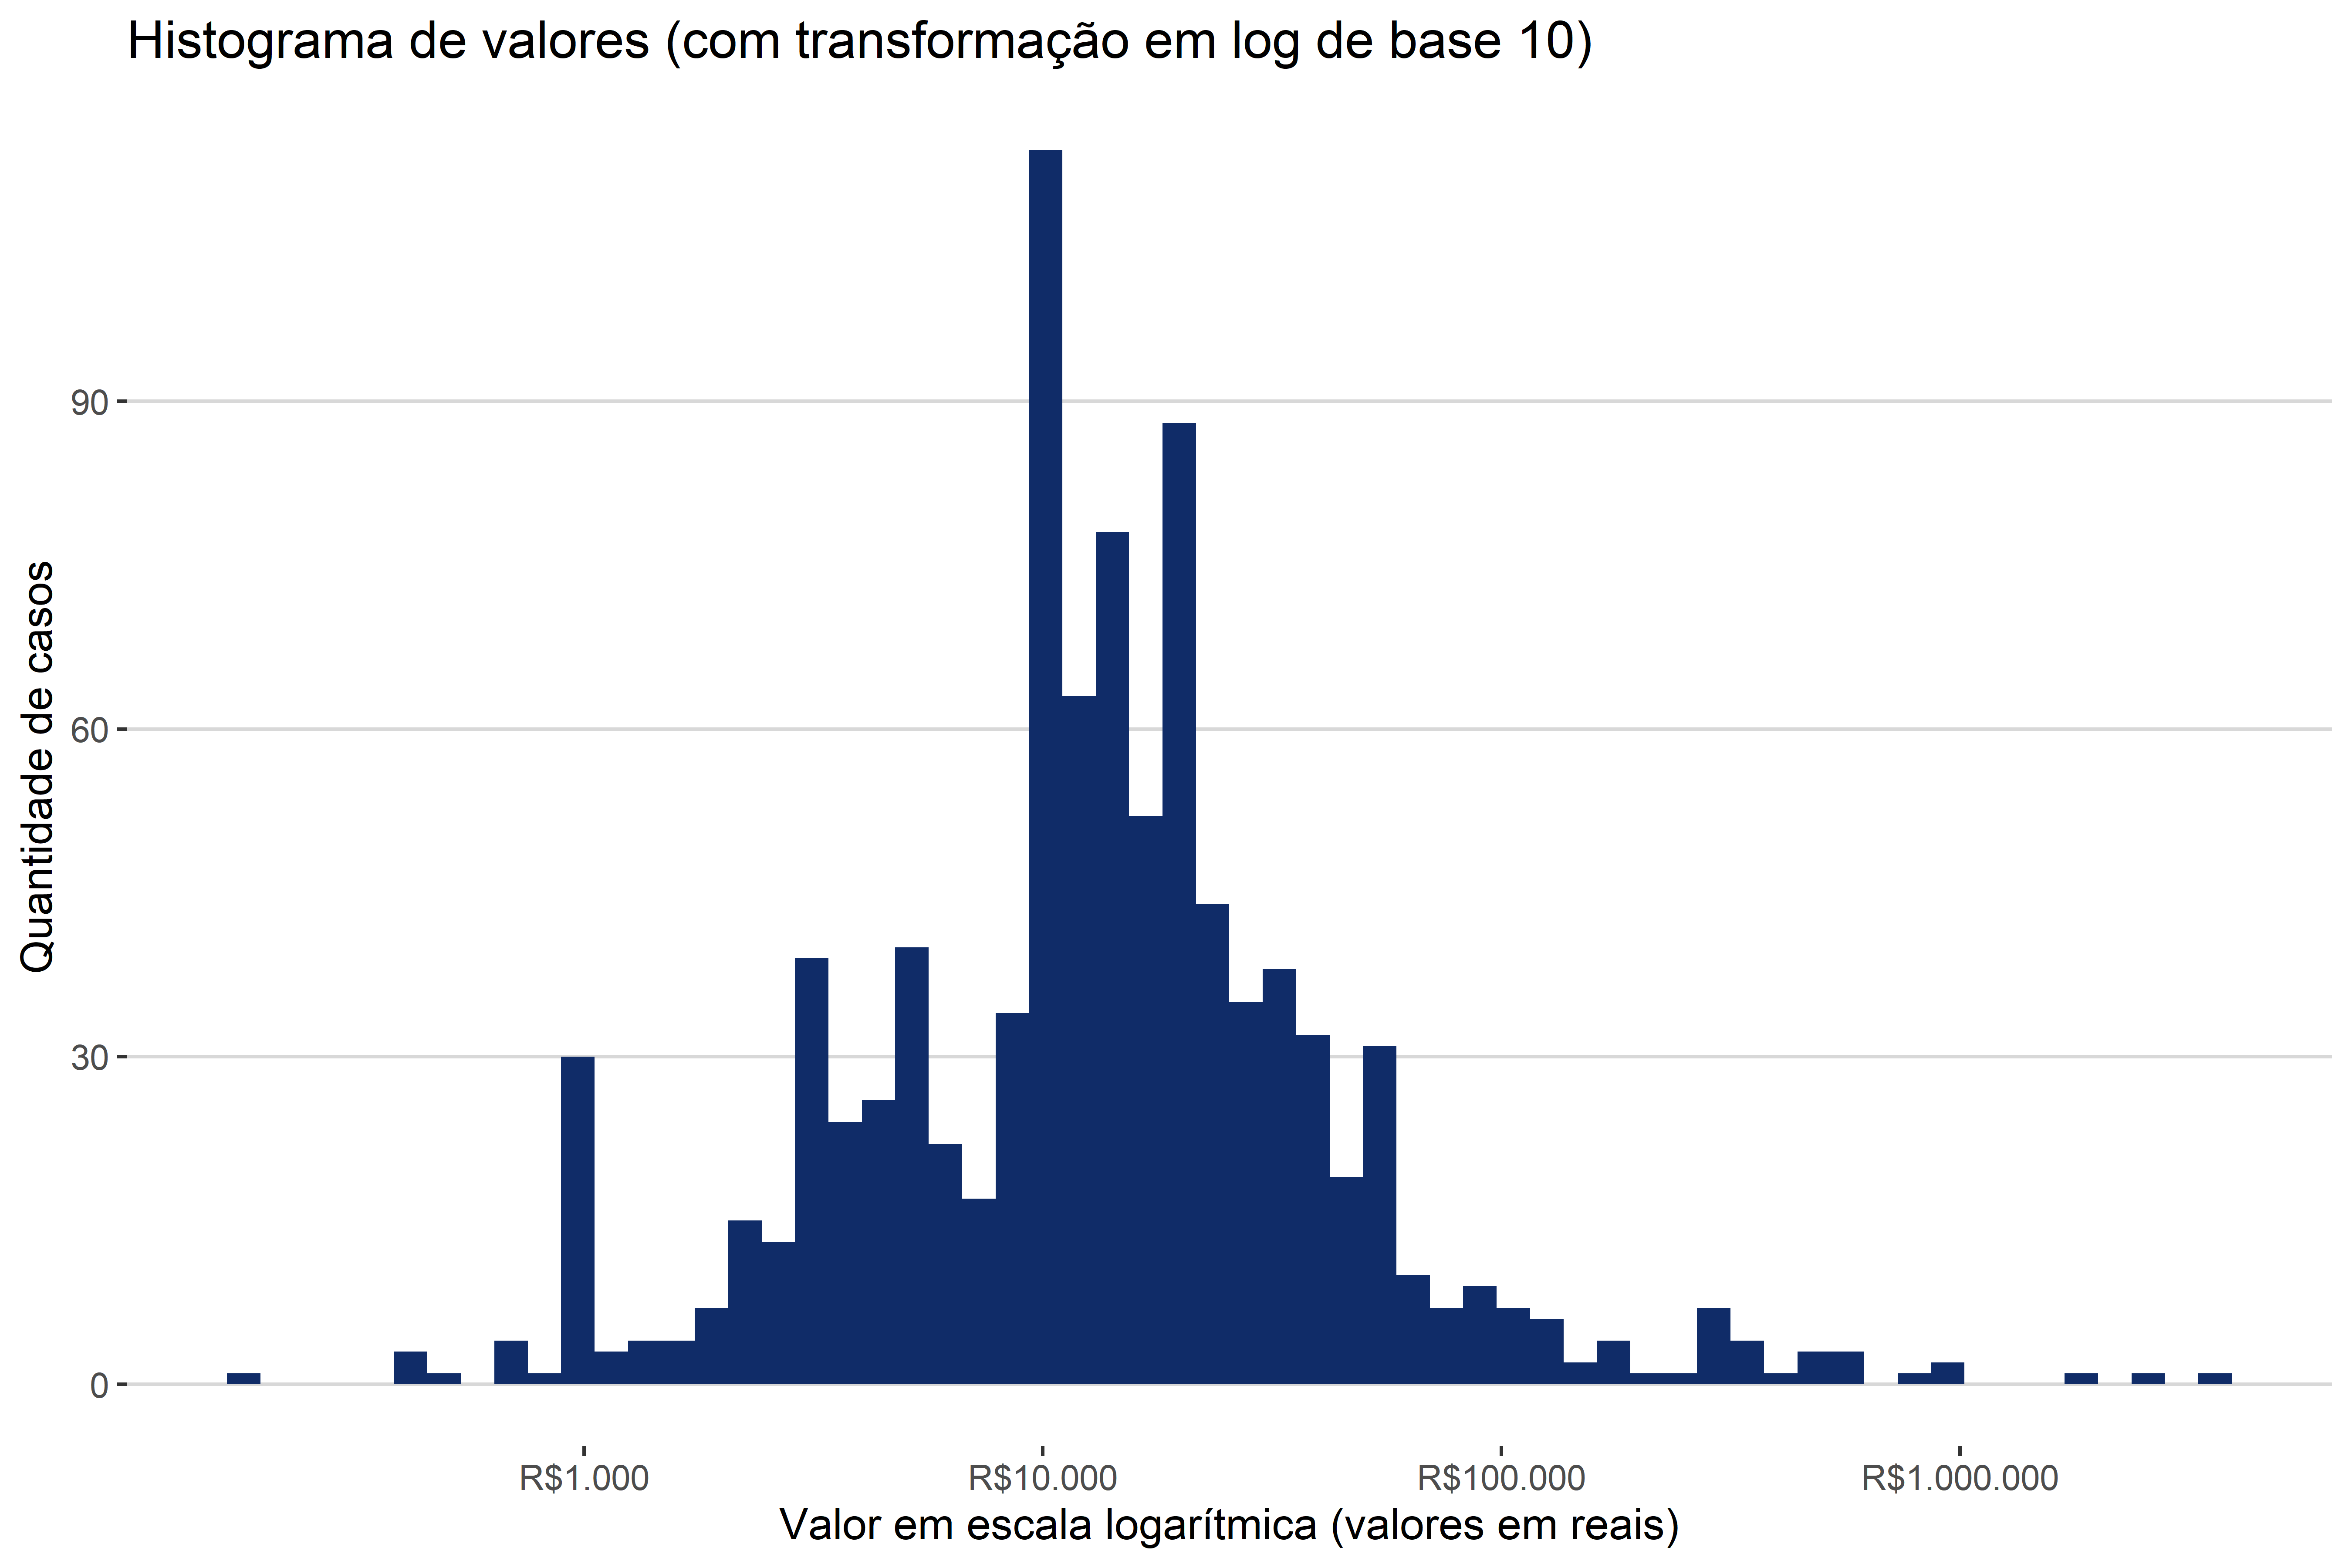 Histograma de valores (com transformação em log de base 10)
Quantidade de casos
90
60
30
0
R$1.000
R$10.000
R$100.000
R$1.000.000
Valor em escala logarítmica (valores em reais)